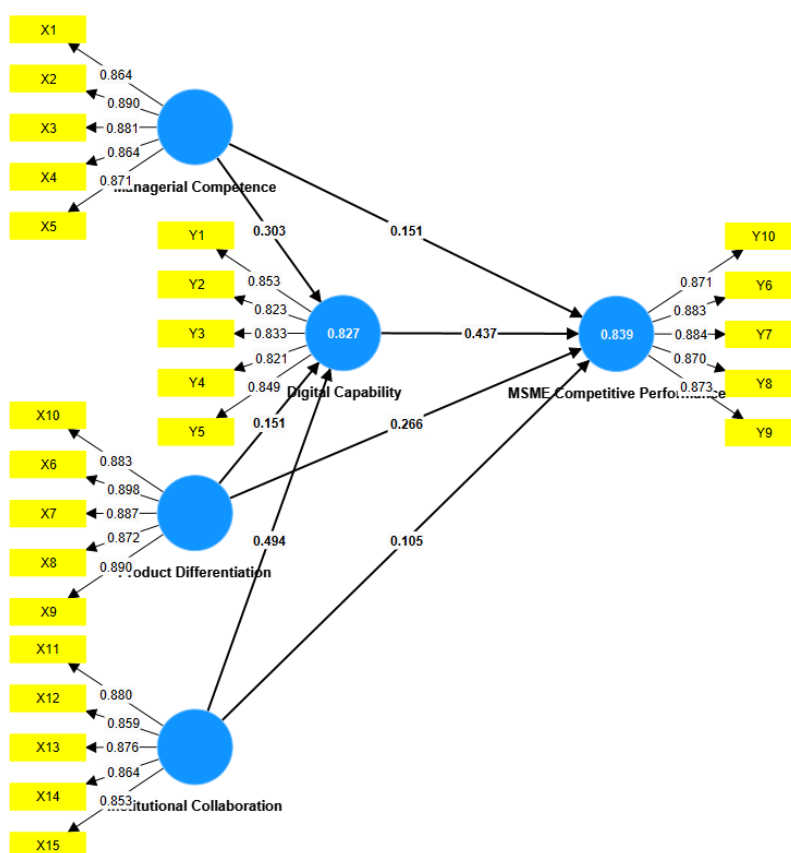 X1
X2
X3
X4
X5
0.864
0.890
0.881
0.864
0.871
Managerial Competence
0.303
0.151
Y1
Y2
Y3
Y4
Y5
0.853
0.823
0.833
0.821
0.849
0.827
Digital Capability
0.437
0.839
MSME Competitive Performance
0.871
0.883
0.884
0.870
0.873
Y10
Y6
Y7
Y8
Y9
X10
X6
X7
X8
X9
0.883
0.898
0.887
0.872
0.890
Product Differentiation
0.151
0.266
X11
X12
X13
X14
X15
0.880
0.859
0.876
0.864
0.853
Institutional Collaboration
0.494
0.105